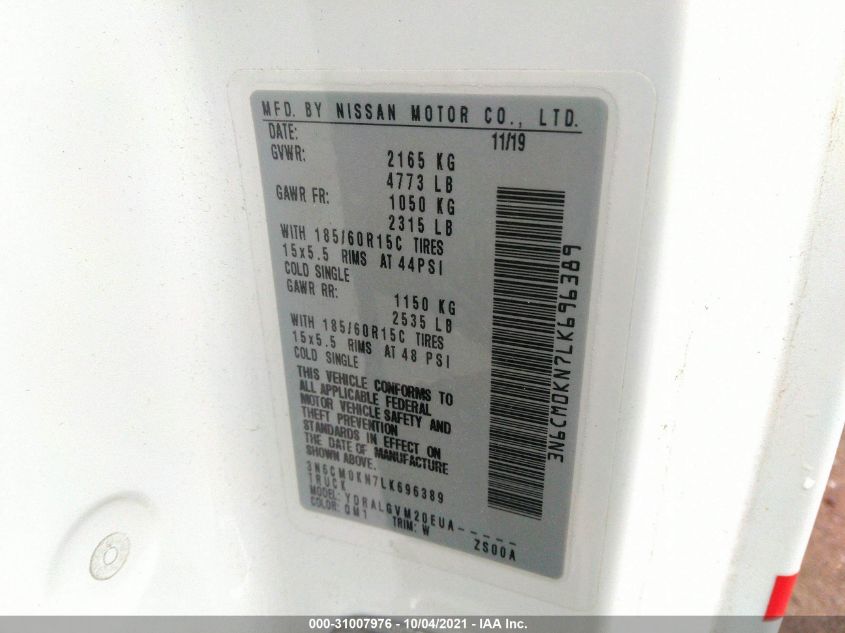 MFD. BY NISSAN MOTOR CO., LTD.
DATE: 11/19
GVWR: 2165 KG
4773 LB
GAWR FR: 1050 KG
2315 LB
WITH 185/60R15C TIRES
15x5.5 RIMS AT 44PSI
COLD SINGLE
GAWR RR: 1150 KG
2535 LB
WITH 185/60R15C TIRES
15x5.5 RIMS AT 48 PSI
COLD SINGLE
THIS VEHICLE CONFORMS TO
ALL APPLICABLE FEDERAL
MOTOR VEHICLE SAFETY AND
THEFT PREVENTION
STANDARDS IN EFFECT ON
THE DATE OF MANUFACTURE
SHOWN ABOVE.
3N6CM0KN7LK696389
TRUCK
MODEL: YDRALGVM20EUA-----
COLOR: QM1 TRIM: W ZS00A
3N6CM0KN7LK696389
000-31007976 - 10/04/2021 - IAA Inc.